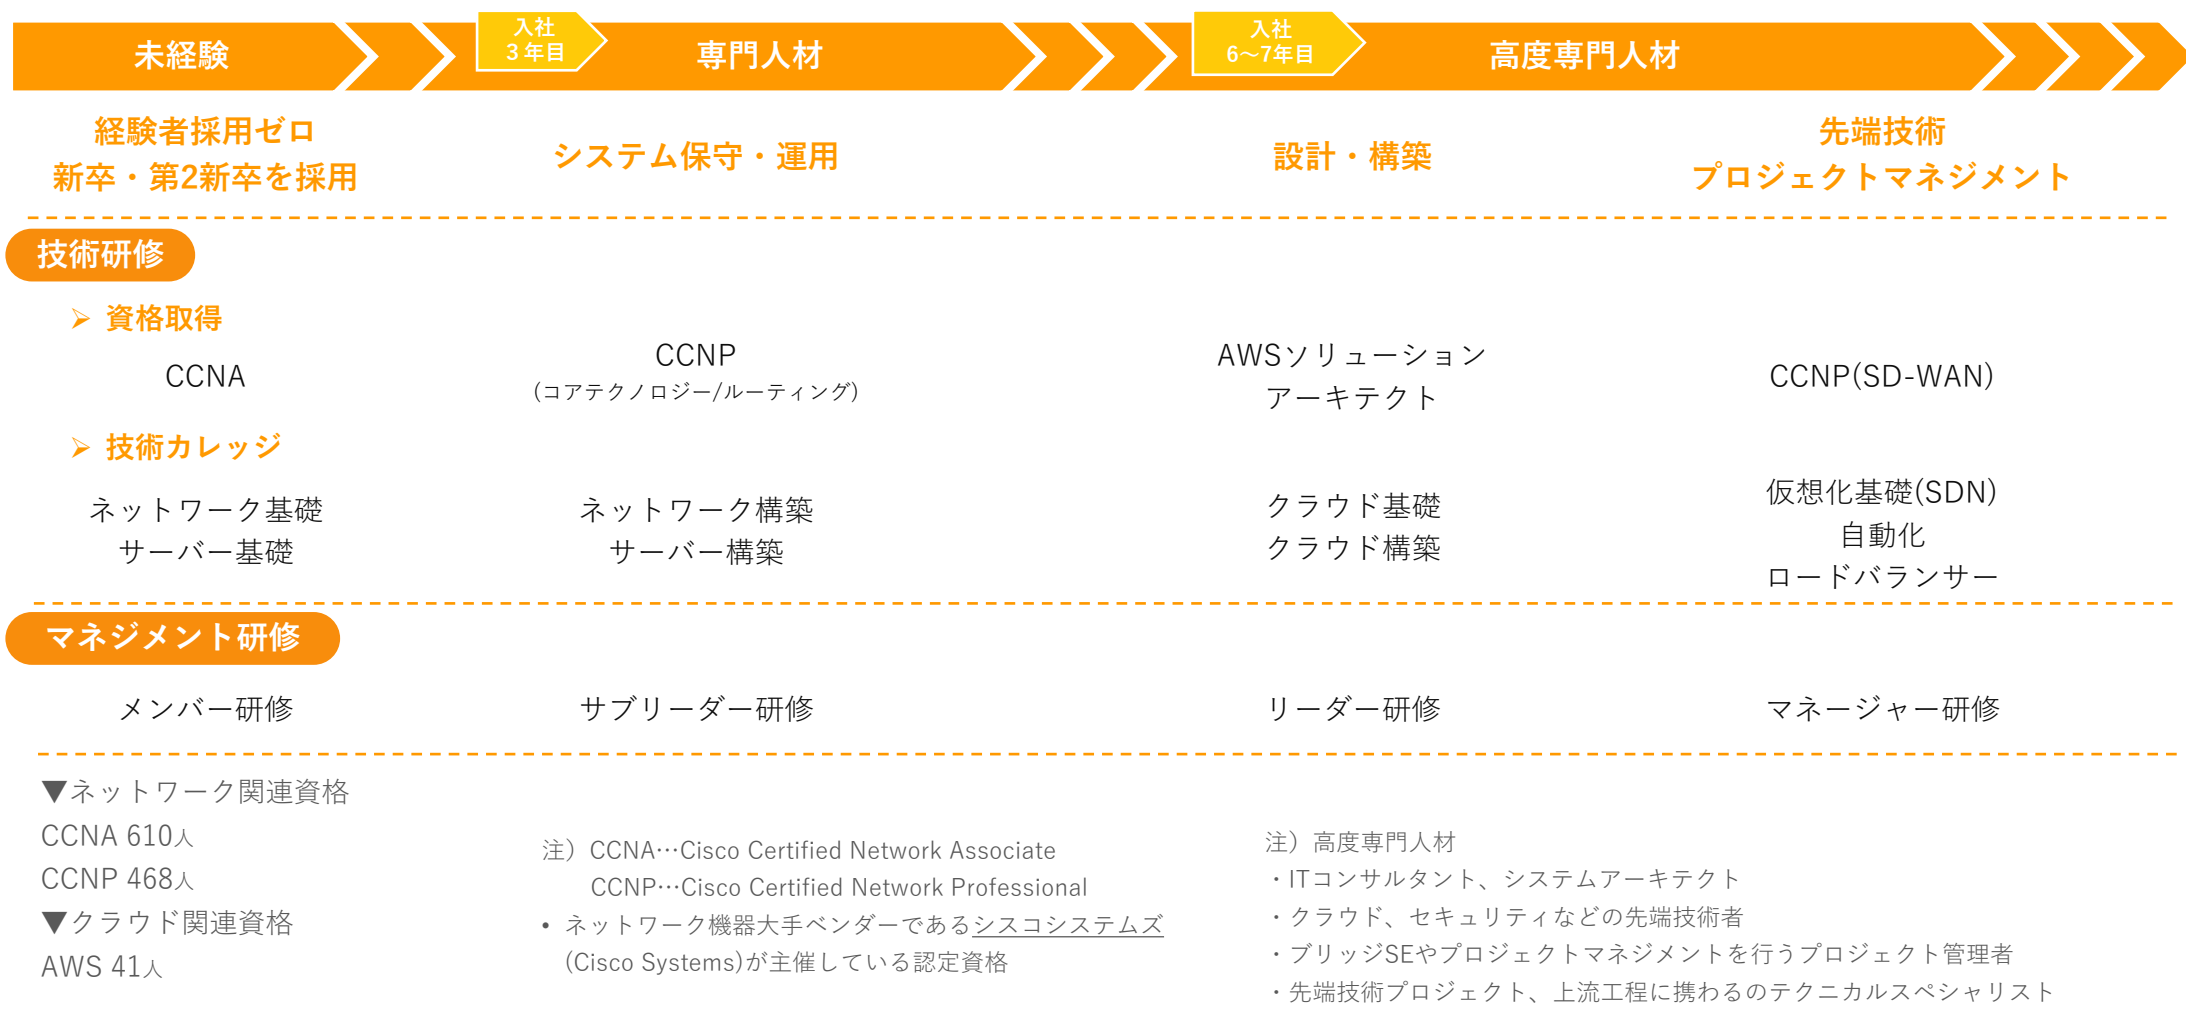 未経験
入社
3年目
専門人材
入社
6～7年目
高度専門人材
経験者採用ゼロ
新卒・第2新卒を採用
システム保守・運用
設計・構築
先端技術
プロジェクトマネジメント
技術研修
➢ 資格取得
CCNA
CCNP
(コアテクノロジー/ルーティング)
AWSソリューション
アーキテクト
CCNP(SD-WAN)
➢ 技術カレッジ
ネットワーク基礎
サーバー基礎
ネットワーク構築
サーバー構築
クラウド基礎
クラウド構築
仮想化基礎(SDN)
自動化
ロードバランサー
マネジメント研修
メンバー研修
サブリーダー研修
リーダー研修
マネージャー研修
▼ネットワーク関連資格
CCNA 610人
CCNP 468人
▼クラウド関連資格
AWS 41人
注）CCNA…Cisco Certified Network Associate
CCNP…Cisco Certified Network Professional
• ネットワーク機器大手ベンダーであるシスコシステムズ
(Cisco Systems)が主催している認定資格
注）高度専門人材
・ITコンサルタント、システムアーキテクト
・クラウド、セキュリティなどの先端技術者
・ブリッジSEやプロジェクトマネジメントを行うプロジェクト管理者
・先端技術プロジェクト、上流工程に携わるのテクニカルスペシャリスト